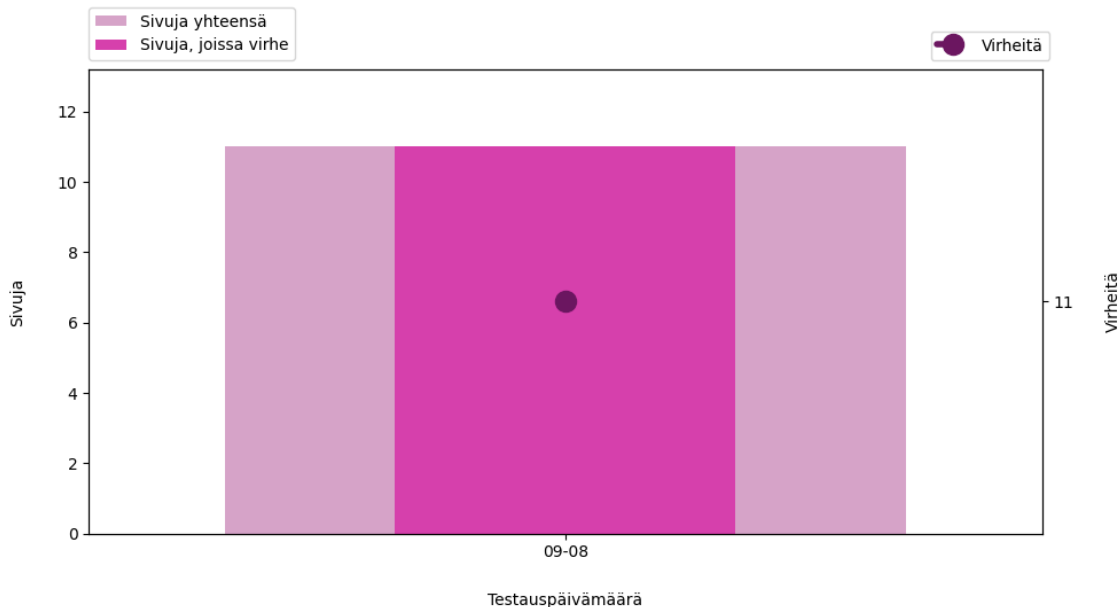 Sivuja yhteensä
Sivuja, joissa virhe
Virheitä
12
10
8
6
4
2
0
Sivuja
11
Virheitä
09-08
Testauspäivämäärä